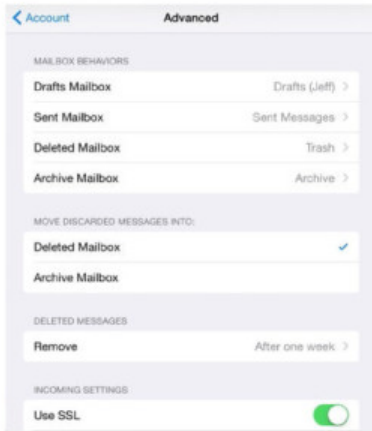 Account Advanced
MAILBOX BEHAVIORS
Drafts Mailbox Drafts (Jeff)
Sent Mailbox Sent Messages
Deleted Mailbox Trash
Archive Mailbox Archive
MOVE DISCARDED MESSAGES INTO:
Deleted Mailbox
Archive Mailbox
DELETED MESSAGES
Remove After one week
INCOMING SETTINGS
Use SSL